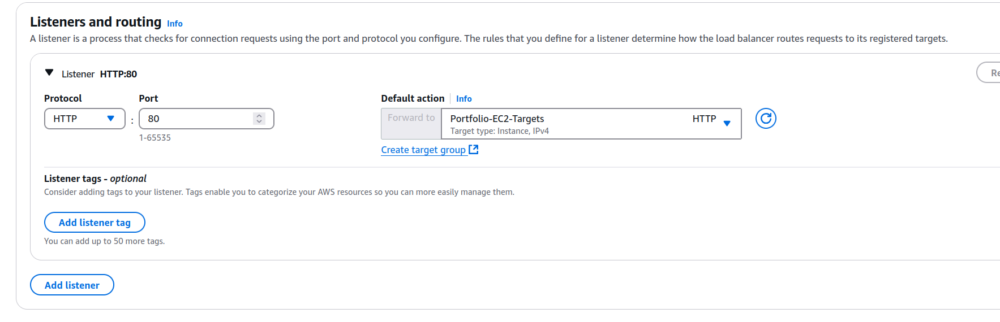 Listeners and routing Info
A listener is a process that checks for connection requests using the port and protocol you configure. The rules that you define for a listener determine how the load balancer routes requests to its registered targets.
Listener HTTP:80
Protocol
Port
Default action Info
HTTP
:
80
1-65535
Forward to
Portfolio-EC2-Targets
HTTP
Target type: Instance, IPv4
Create target group
Listener tags - optional
Consider adding tags to your listener. Tags enable you to categorize your AWS resources so you can more easily manage them.
Add listener tag
You can add up to 50 more tags.
Add listener